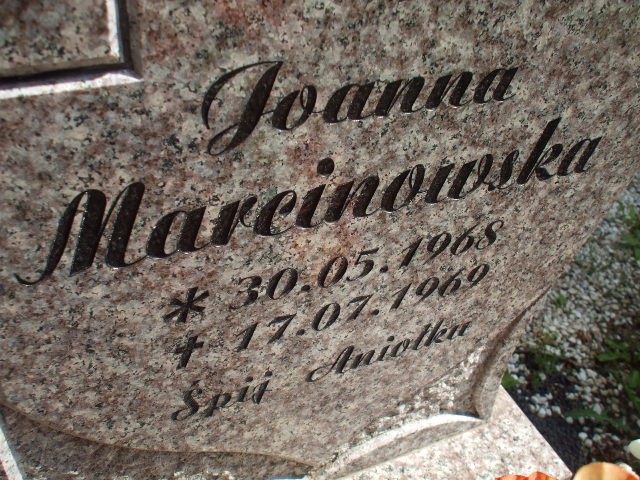 Joanna
Marcinowska
* 30.05.1968
† 17.07.1969
Śpij Aniołku